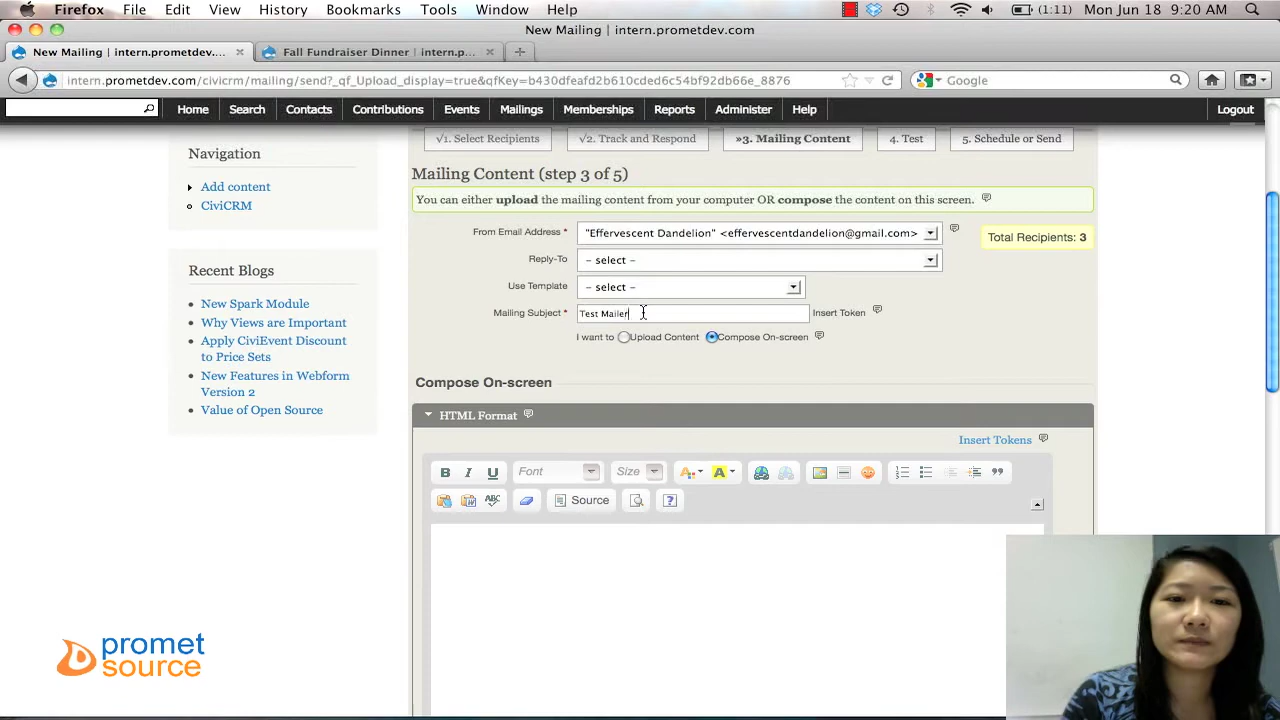 Firefox File Edit View History Bookmarks Tools Window Help (1:11) Mon Jun 18 9:20 AM
New Mailing | intern.prometdev.com
New Mailing | intern.prometdev.... Fall Fundraiser Dinner | intern.p...
intern.prometdev.com/civicrm/mailing/send?_qf_Upload_display=true&qfKey=b430dfeafd2b610cded6c54bf92db66e_8876 Google
Home Search Contacts Contributions Events Mailings Memberships Reports Administer Help Logout
√1. Select Recipients √2. Track and Respond »3. Mailing Content 4. Test 5. Schedule or Send
Navigation
Add content
CiviCRM
Recent Blogs
New Spark Module
Why Views are Important
Apply CiviEvent Discount
to Price Sets
New Features in Webform
Version 2
Value of Open Source
Mailing Content (step 3 of 5)
You can either upload the mailing content from your computer OR compose the content on this screen.
From Email Address * "Effervescent Dandelion" <effervescentdandelion@gmail.com> Total Recipients: 3
Reply-To - select -
Use Template - select -
Mailing Subject * Test Mailer Insert Token
I want to Upload Content Compose On-screen
Compose On-screen
HTML Format
Insert Tokens
B I U Font Size
ABC Source
promet
source